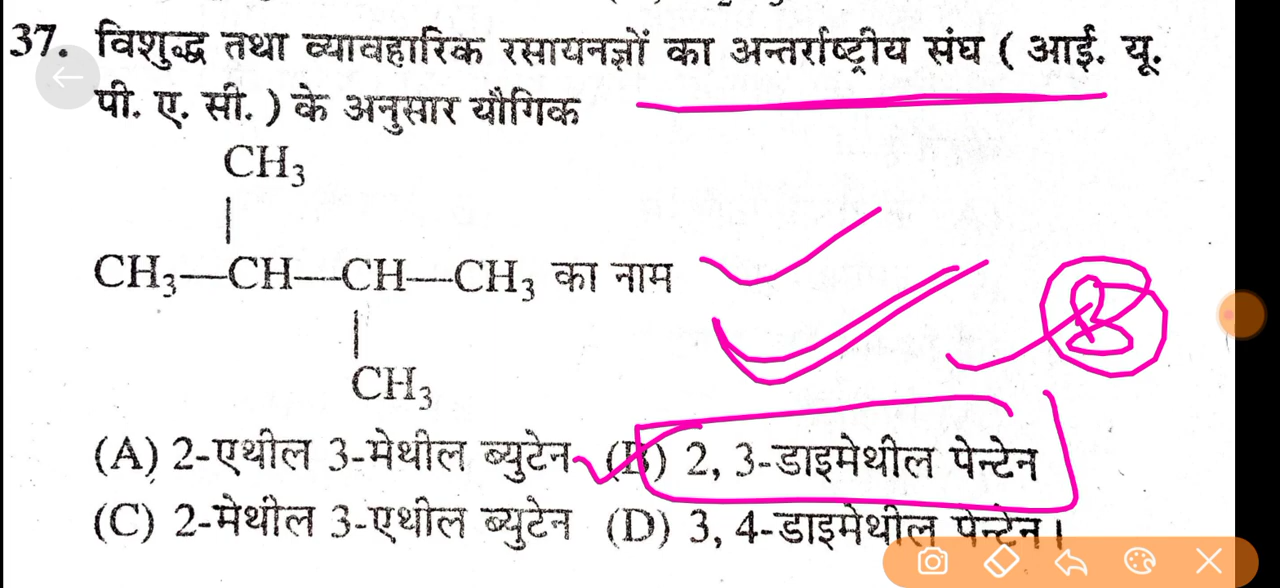 37. विशुद्ध तथा व्यावहारिक रसायनज्ञों का अन्तर्राष्ट्रीय संघ ( आई. यू.
पी. ए. सी. ) के अनुसार यौगिक
CH₃
|
CH₃—CH—CH—CH₃ का नाम
|
CH₃
(A) 2-एथील 3-मेथील ब्युटेन (B) 2, 3-डाइमेथील पेन्टेन
(C) 2-मेथील 3-एथील ब्युटेन (D) 3, 4-डाइमेथील पेन्टेन।